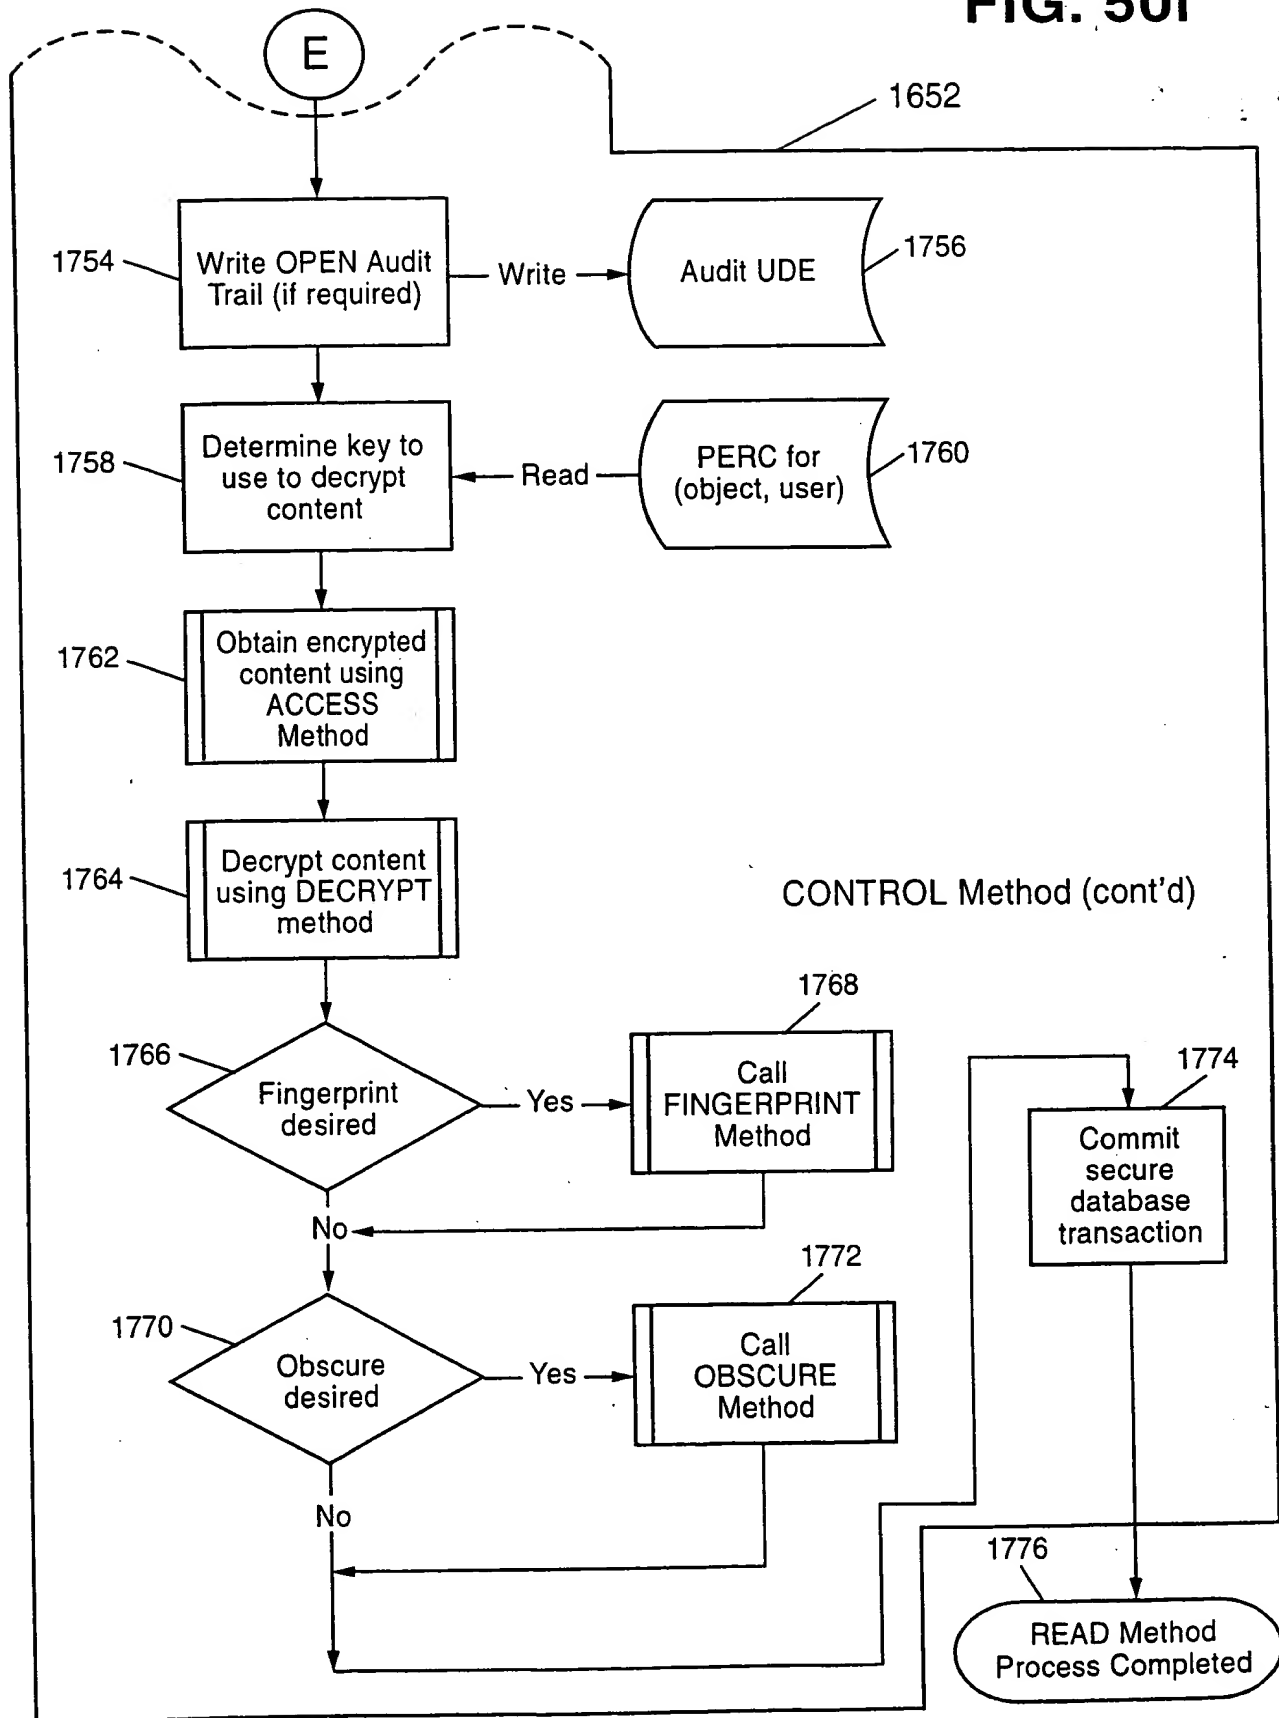 FIG. 50f
E
1652
1754
Write OPEN Audit
Trail (if required)
Write
Audit UDE
1756
1758
Determine key to
use to decrypt
content
Read
PERC for
(object, user)
1760
1762
Obtain encrypted
content using
ACCESS
Method
1764
Decrypt content
using DECRYPT
method
CONTROL Method (cont'd)
1766
Fingerprint
desired
Yes
1768
Call
FINGERPRINT
Method
1774
Commit
secure
database
transaction
No
1770
Obscure
desired
Yes
1772
Call
OBSCURE
Method
No
1776
READ Method
Process Completed